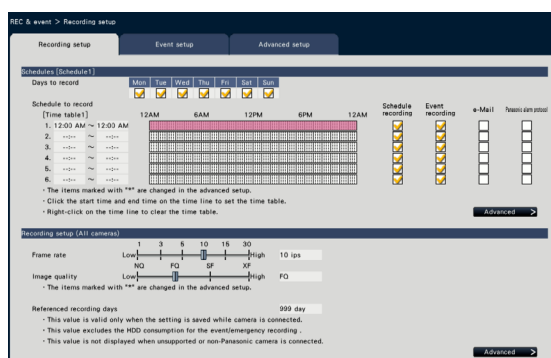 REC & event > Recording setup
Recording setup Event setup Advanced setup
Schedules [Schedule1]
Days to record Mon Tue Wed Thu Fri Sat Sun
Schedule to record
[Time table1] 12AM 6AM 12PM 6PM 12AM Schedule recording Event recording e-Mail Panasonic alarm protocol
1. 12:00 AM ~ 12:00 AM
2. --:-- ~ --:--
3. --:-- ~ --:--
4. --:-- ~ --:--
5. --:-- ~ --:--
6. --:-- ~ --:--
· The items marked with "*" are changed in the advanced setup.
· Click the start time and end time on the time line to set the time table.
· Right-click on the time line to clear the time table.
Advanced >
Recording setup (All cameras)
1 3 5 10 15 30
Frame rate Low High 10 ips
NQ FQ SF XF
Image quality Low High FQ
· The items marked with "*" are changed in the advanced setup.
Referenced recording days 999 day
· This value is valid only when the setting is saved while camera is connected.
· This value excludes the HDD consumption for the event/emergency recording .
· This value is not displayed when unsupported or non-Panasonic camera is connected.
Advanced >